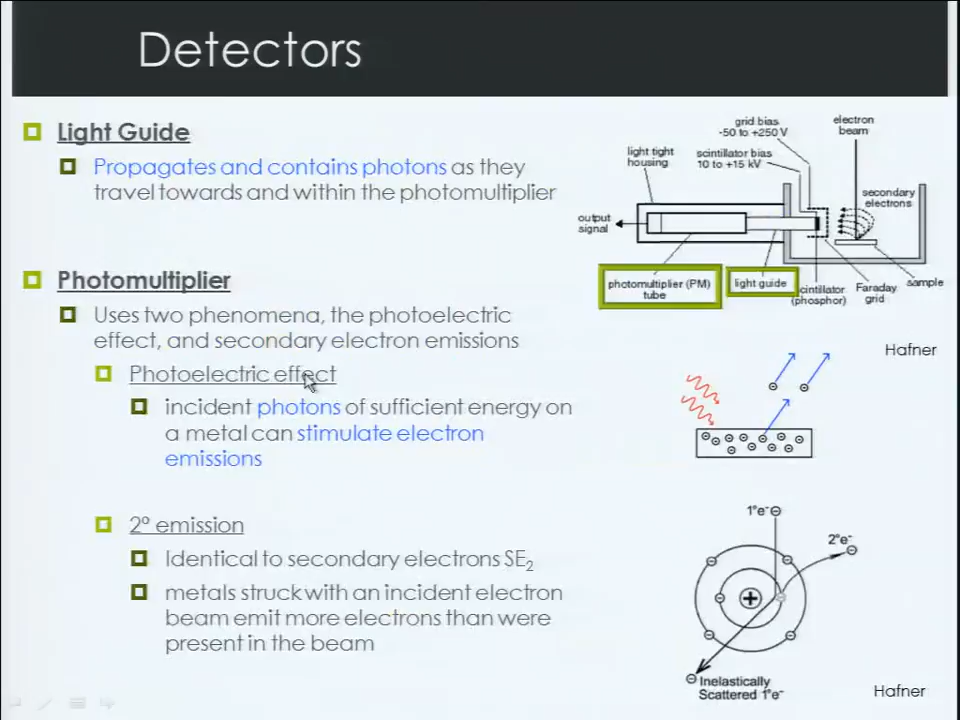 Detectors
Light Guide
Propagates and contains photons as they
travel towards and within the photomultiplier
Photomultiplier
Uses two phenomena, the photoelectric
effect, and secondary electron emissions
Photoelectric effect
incident photons of sufficient energy on
a metal can stimulate electron
emissions
2° emission
Identical to secondary electrons SE2
metals struck with an incident electron
beam emit more electrons than were
present in the beam
grid bias
-50 to +250 V
electron
beam
light tight
housing
scintillator bias
10 to +15 kV
secondary
electrons
output
signal
photomultiplier (PM)
tube
light guide
scintillator
(phosphor)
Faraday
grid
sample
Hafner
1°e-
2°e-
Inelastically
Scattered 1°e-
Hafner